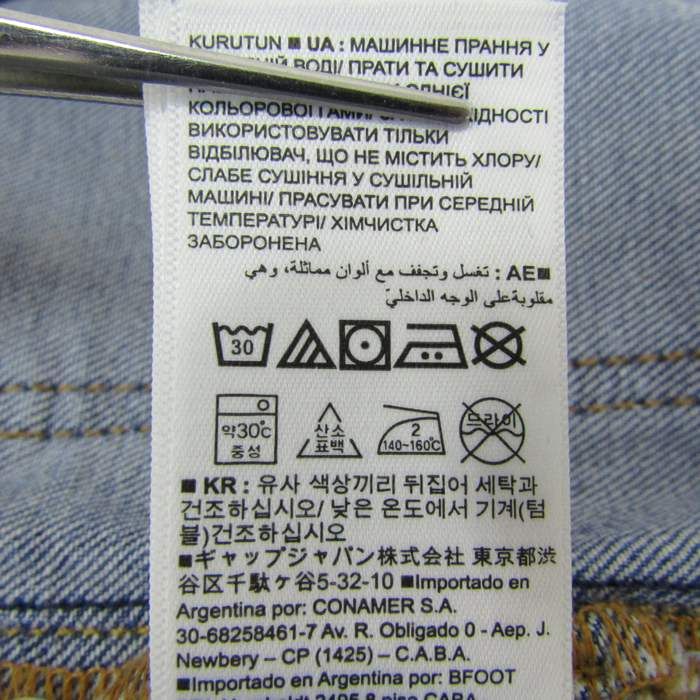 KURUTUN ■ UA : МАШИННЕ ПРАННЯ У
ВОДІ/ ПРАТИ ТА СУШИТИ
КОЛЬОРОВОЇ
ВИКОРИСТОВУВАТИ ТІЛЬКИ
ВІДБІЛЮВАЧ, ЩО НЕ МІСТИТЬ ХЛОРУ/
СЛАБЕ СУШІННЯ У СУШІЛЬНІЙ
МАШИНІ/ ПРАСУВАТИ ПРИ СЕРЕДНІЙ
ТЕМПЕРАТУРІ/ ХІМЧИСТКА
ЗАБОРОНЕНА
■AE : تغسل وتجفف مع ألوان مماثلة، وهي
مقلوبةعلى الوجه الداخليّ
30
약30℃
중성
산소
표백
2
140~160℃
드라이
■ KR : 유사 색상끼리 뒤집어 세탁과
건조하십시오/ 낮은 온도에서 기계(텀
블)건조하십시오
■ギャップジャパン株式会社 東京都渋
谷区千駄ヶ谷5-32-10 ■Importado en
Argentina por: CONAMER S.A.
30-68258461-7 Av. R. Obligado 0 - Aep. J.
Newbery – CP (1425) – C.A.B.A.
■Importado en Argentina por: BFOOT